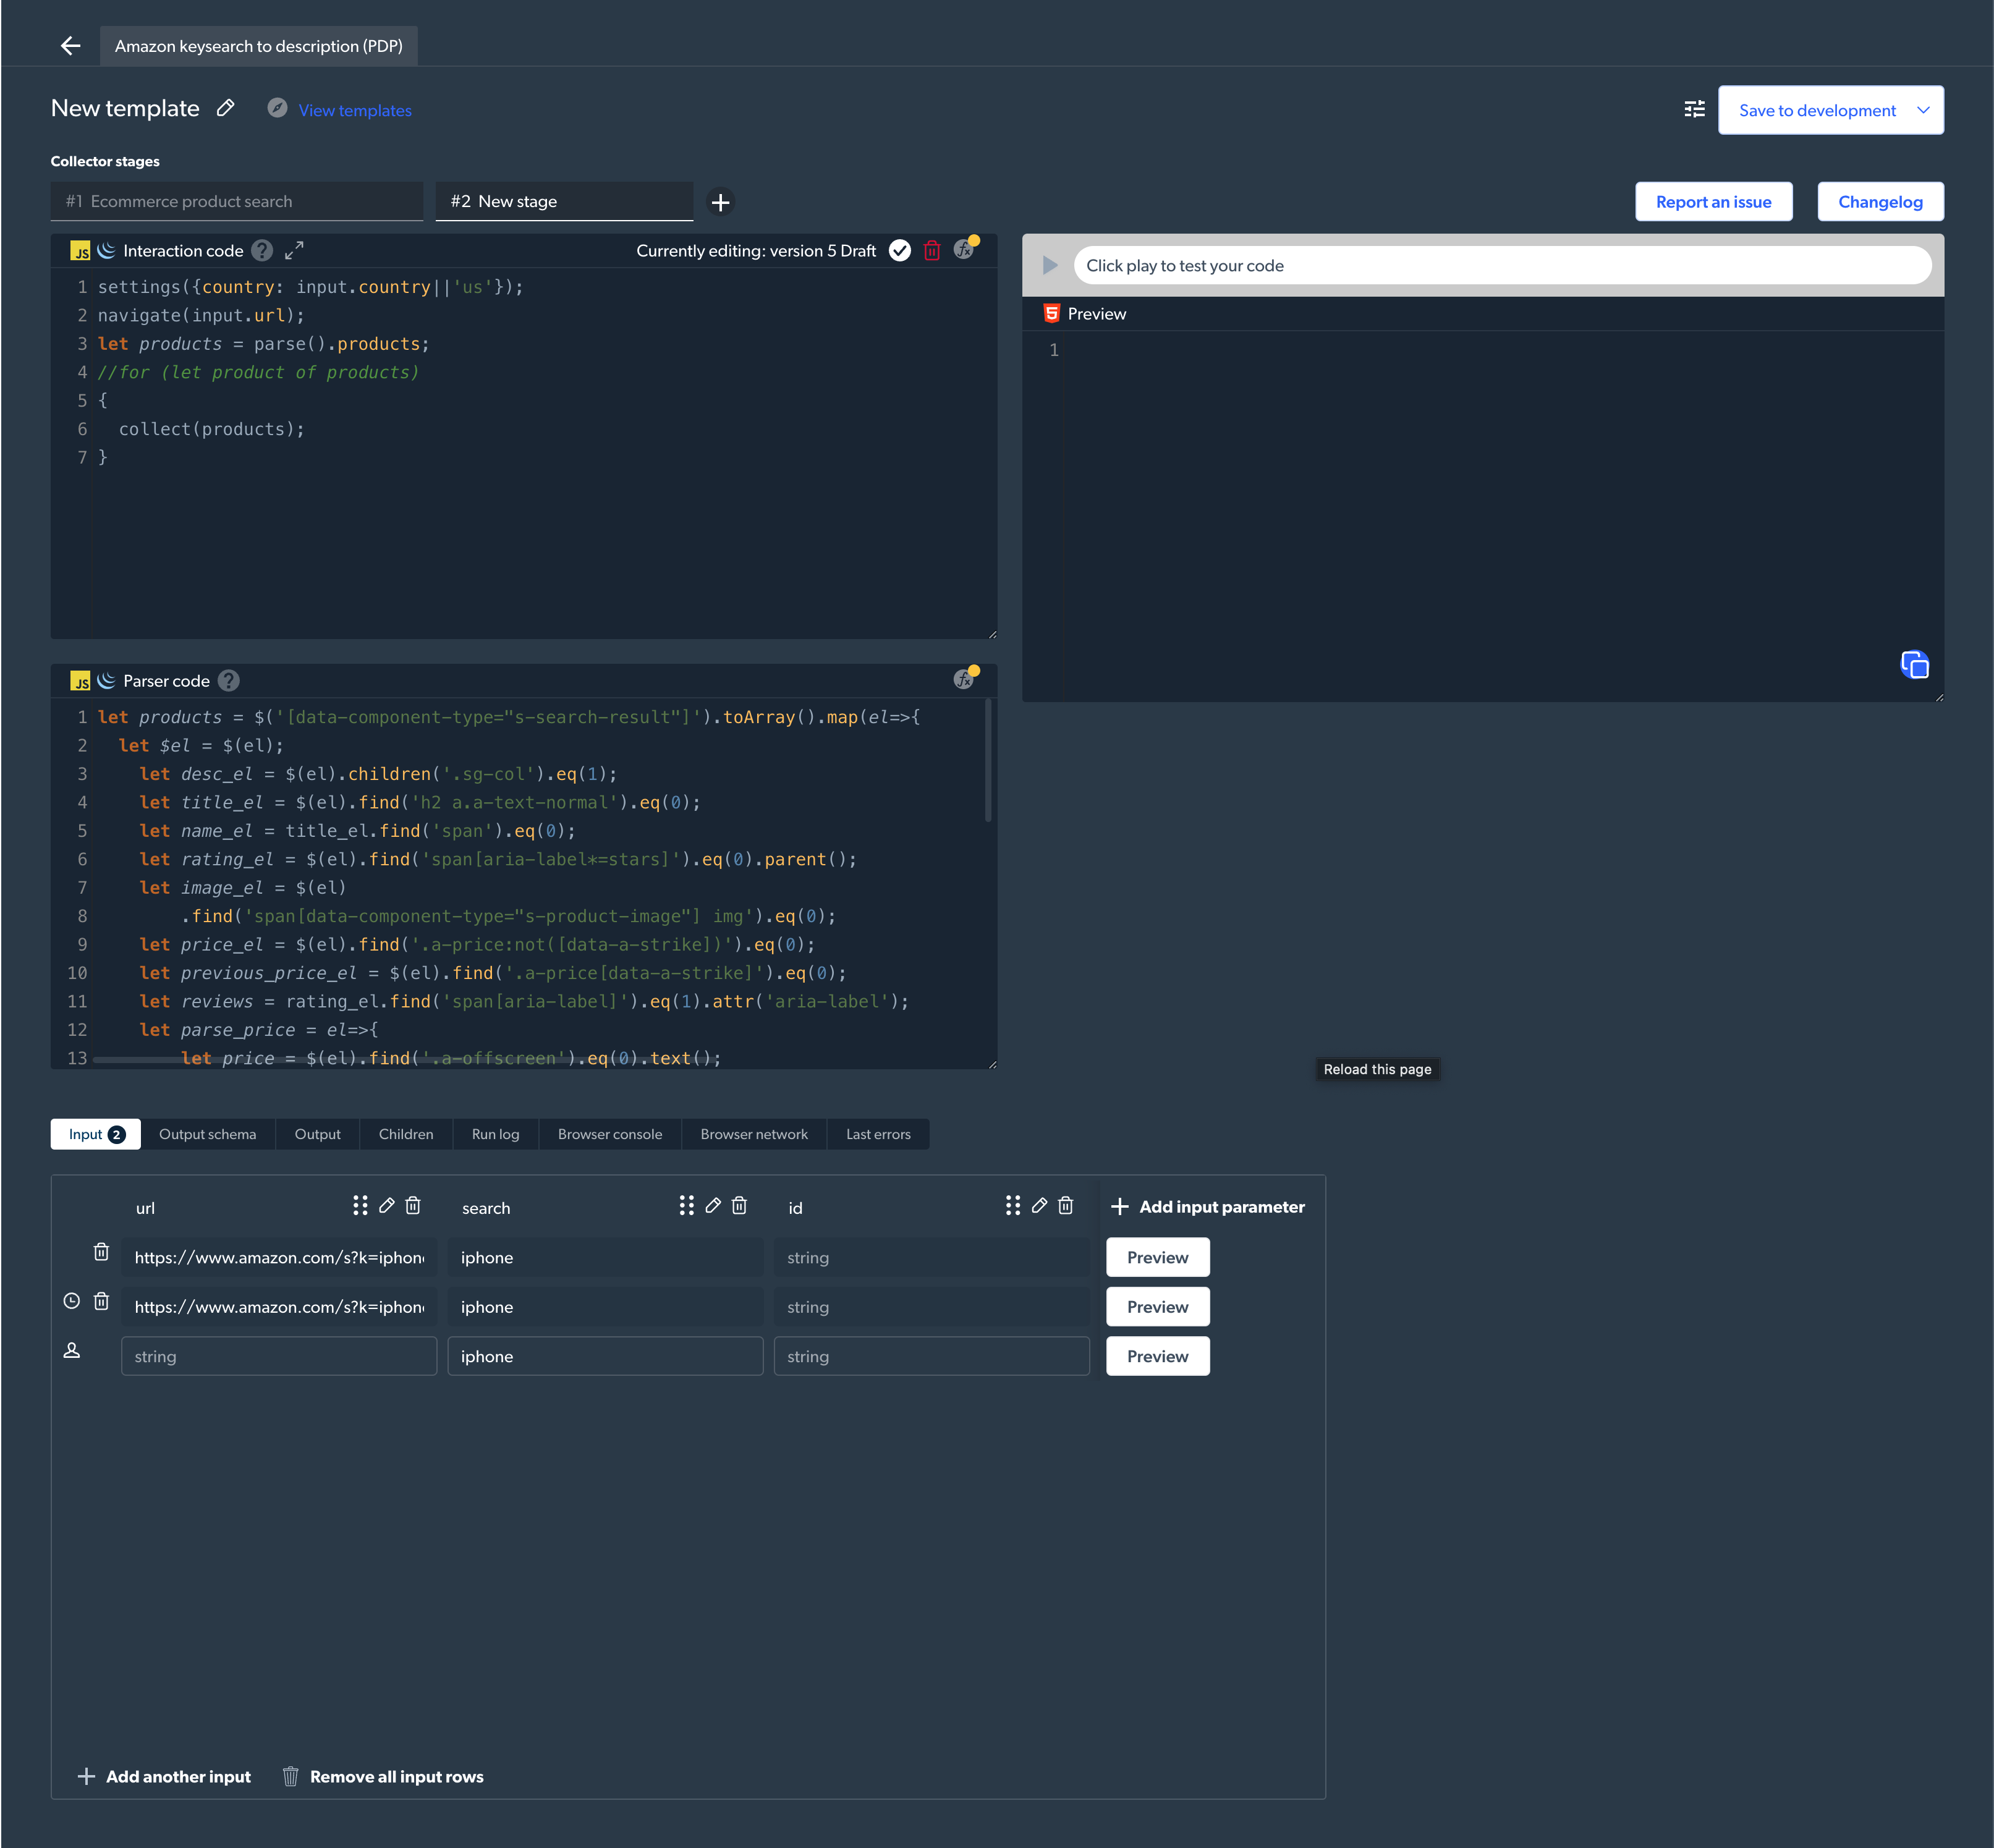 Amazon keysearch to description (PDP)
New template
View templates
Save to development
Collector stages
#1 Ecommerce product search
#2 New stage
Report an issue
Changelog
JS
Interaction code
?
Currently editing: version 5 Draft
fx
1 settings({country: input.country||'us'});
2 navigate(input.url);
3 let products = parse().products;
4 //for (let product of products)
5 {
6 collect(products);
7 }
Click play to test your code
5
Preview
1
JS
Parser code
?
fx
1 let products = $('[data-component-type="s-search-result"]').toArray().map(el=>{
2 let $el = $(el);
3 let desc_el = $(el).children('.sg-col').eq(1);
4 let title_el = $(el).find('h2 a.a-text-normal').eq(0);
5 let name_el = title_el.find('span').eq(0);
6 let rating_el = $(el).find('span[aria-label*=stars]').eq(0).parent();
7 let image_el = $(el)
8 .find('span[data-component-type="s-product-image"] img').eq(0);
9 let price_el = $(el).find('.a-price:not([data-a-strike])').eq(0);
10 let previous_price_el = $(el).find('.a-price[data-a-strike]').eq(0);
11 let reviews = rating_el.find('span[aria-label]').eq(1).attr('aria-label');
12 let parse_price = el=>{
13 let price = $(el).find('.a-offscreen').eq(0).text();
Reload this page
Input 2
Output schema
Output
Children
Run log
Browser console
Browser network
Last errors
url
search
id
Add input parameter
https://www.amazon.com/s?k=iphon
iphone
string
Preview
https://www.amazon.com/s?k=iphon
iphone
string
Preview
string
iphone
string
Preview
Add another input
Remove all input rows